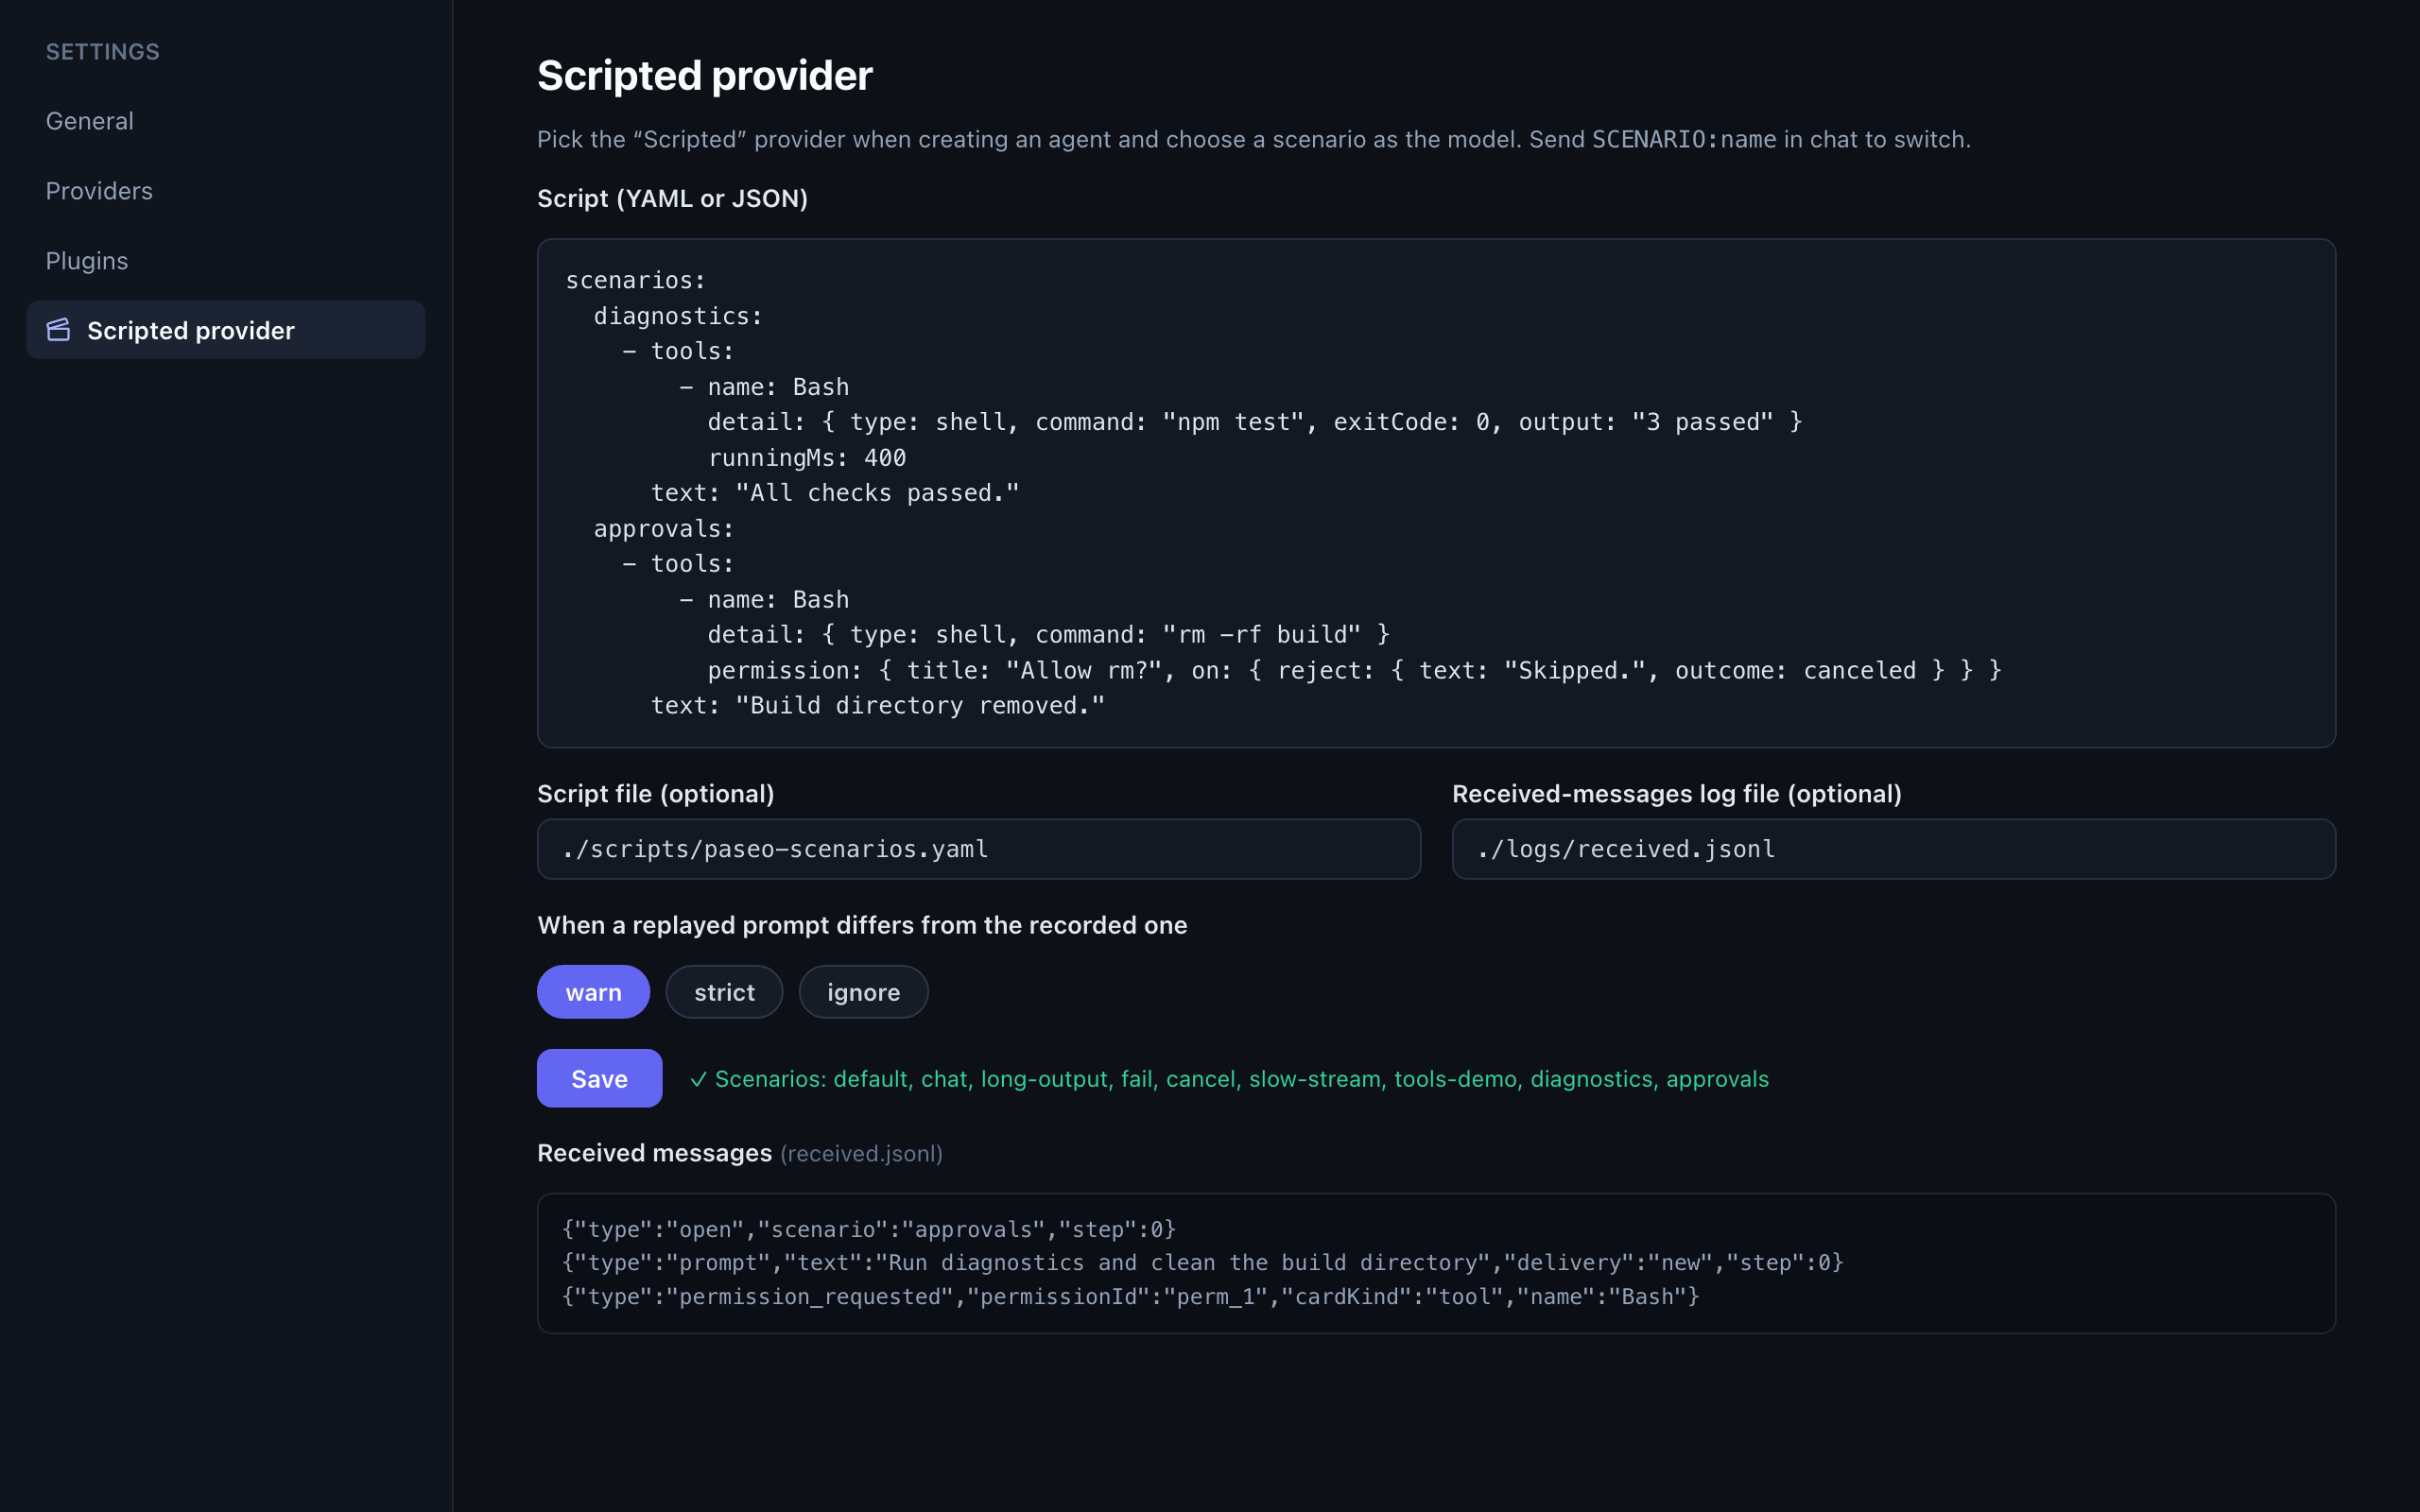 SETTINGS
General
Providers
Plugins
Scripted provider
Scripted provider
Pick the “Scripted” provider when creating an agent and choose a scenario as the model. Send SCENARIO:name in chat to switch.
Script (YAML or JSON)
scenarios:
  diagnostics:
    - tools:
        - name: Bash
          detail: { type: shell, command: "npm test", exitCode: 0, output: "3 passed" }
          runningMs: 400
      text: "All checks passed."
  approvals:
    - tools:
        - name: Bash
          detail: { type: shell, command: "rm -rf build" }
          permission: { title: "Allow rm?", on: { reject: { text: "Skipped.", outcome: canceled } } }
      text: "Build directory removed."
Script file (optional)
./scripts/paseo-scenarios.yaml
Received-messages log file (optional)
./logs/received.jsonl
When a replayed prompt differs from the recorded one
warn strict ignore
Save ✓ Scenarios: default, chat, long-output, fail, cancel, slow-stream, tools-demo, diagnostics, approvals
Received messages (received.jsonl)
{"type":"open","scenario":"approvals","step":0}
{"type":"prompt","text":"Run diagnostics and clean the build directory","delivery":"new","step":0}
{"type":"permission_requested","permissionId":"perm_1","cardKind":"tool","name":"Bash"}